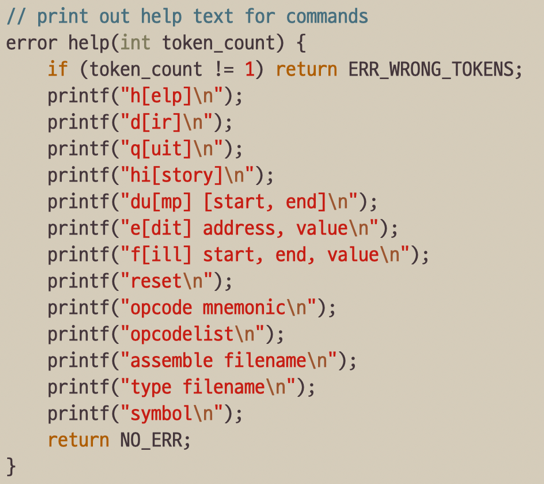 // print out help text for commands
error help(int token_count) {
    if (token_count != 1) return ERR_WRONG_TOKENS;
    printf("h[elp]\n");
    printf("d[ir]\n");
    printf("q[uit]\n");
    printf("hi[story]\n");
    printf("du[mp] [start, end]\n");
    printf("e[dit] address, value\n");
    printf("f[ill] start, end, value\n");
    printf("reset\n");
    printf("opcode mnemonic\n");
    printf("opcodelist\n");
    printf("assemble filename\n");
    printf("type filename\n");
    printf("symbol\n");
    return NO_ERR;
}